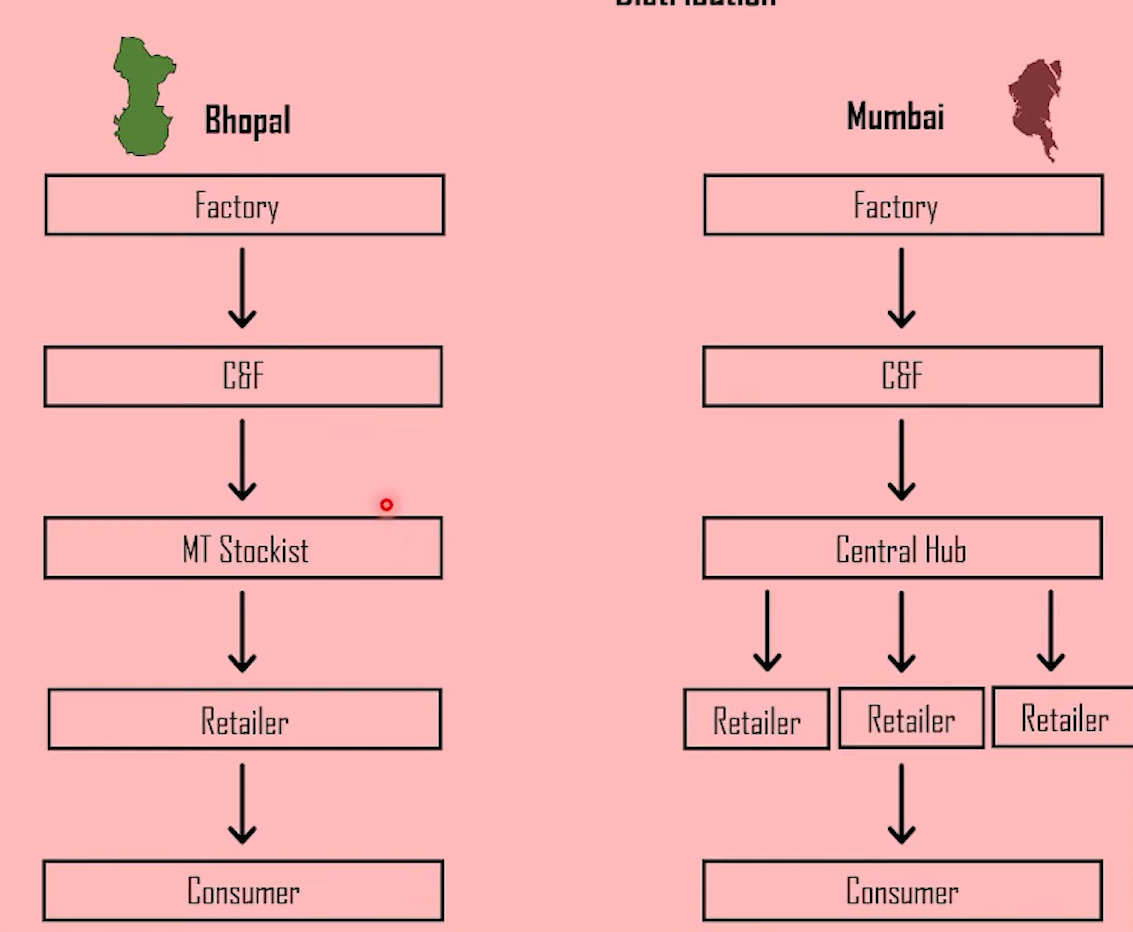 Distribution
Bhopal
Factory
C&F
MT Stockist
Retailer
Consumer
Mumbai
Factory
C&F
Central Hub
Retailer
Retailer
Retailer
Consumer